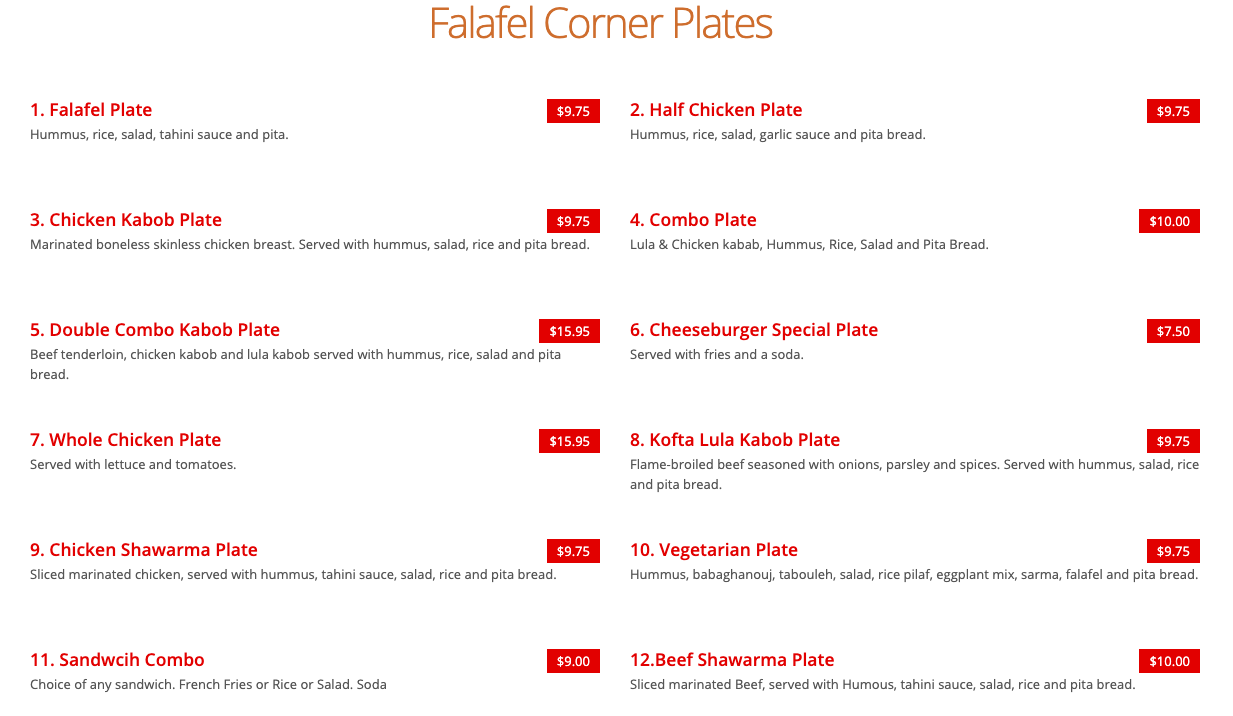 Falafel Corner Plates
1. Falafel Plate $9.75
Hummus, rice, salad, tahini sauce and pita.
2. Half Chicken Plate $9.75
Hummus, rice, salad, garlic sauce and pita bread.
3. Chicken Kabob Plate $9.75
Marinated boneless skinless chicken breast. Served with hummus, salad, rice and pita bread.
4. Combo Plate $10.00
Lula & Chicken kabab, Hummus, Rice, Salad and Pita Bread.
5. Double Combo Kabob Plate $15.95
Beef tenderloin, chicken kabob and lula kabob served with hummus, rice, salad and pita
bread.
6. Cheeseburger Special Plate $7.50
Served with fries and a soda.
7. Whole Chicken Plate $15.95
Served with lettuce and tomatoes.
8. Kofta Lula Kabob Plate $9.75
Flame-broiled beef seasoned with onions, parsley and spices. Served with hummus, salad, rice
and pita bread.
9. Chicken Shawarma Plate $9.75
Sliced marinated chicken, served with hummus, tahini sauce, salad, rice and pita bread.
10. Vegetarian Plate $9.75
Hummus, babaghanouj, tabouleh, salad, rice pilaf, eggplant mix, sarma, falafel and pita bread.
11. Sandwcih Combo $9.00
Choice of any sandwich. French Fries or Rice or Salad. Soda
12.Beef Shawarma Plate $10.00
Sliced marinated Beef, served with Humous, tahini sauce, salad, rice and pita bread.